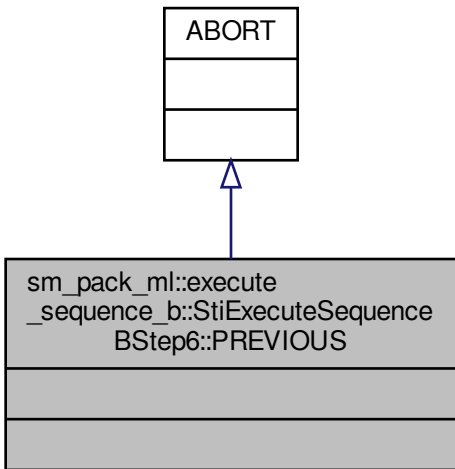 ABORT
sm_pack_ml::execute
_sequence_b::StiExecuteSequence
BStep6::PREVIOUS